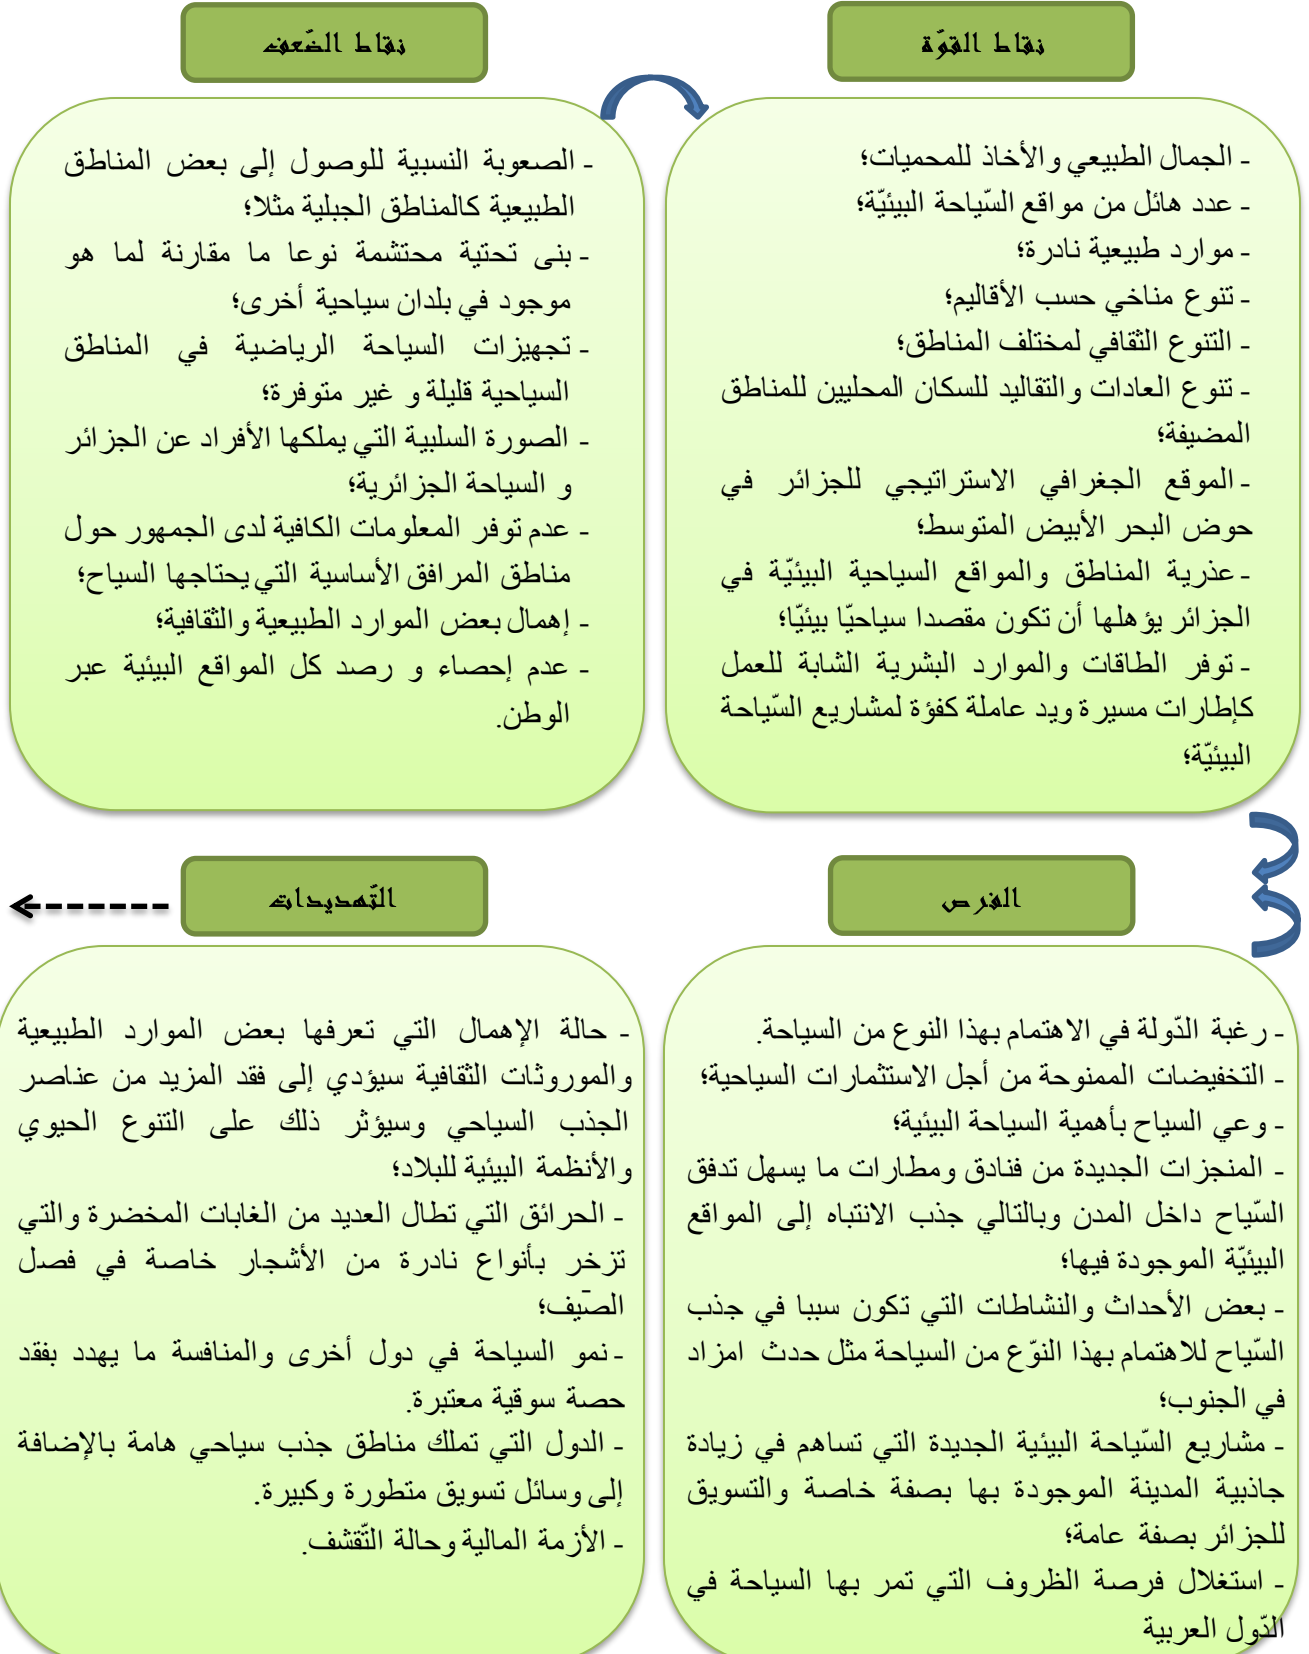 نقاط القوّة
- الجمال الطبيعي والأخاذ للمحميات؛
- عدد هائل من مواقع السّياحة البيئيّة؛
- موارد طبيعية نادرة؛
- تنوع مناخي حسب الأقاليم؛
- التنوع الثقافي لمختلف المناطق؛
- تنوع العادات والتقاليد للسكان المحليين للمناطق
المضيفة؛
- الموقع الجغرافي الاستراتيجي للجزائر في
حوض البحر الأبيض المتوسط؛
- عذرية المناطق والمواقع السياحية البيئيّة في
الجزائر يؤهلها أن تكون مقصدا سياحيّا بيئيّا؛
- توفر الطاقات والموارد البشرية الشابة للعمل
كإطارات مسيرة ويد عاملة كفؤة لمشاريع السّياحة
البيئيّة؛
نقاط الضّعف
- الصعوبة النسبية للوصول إلى بعض المناطق
الطبيعية كالمناطق الجبلية مثلا؛
- بنى تحتية محتشمة نوعا ما مقارنة لما هو
موجود في بلدان سياحية أخرى؛
- تجهيزات السياحة الرياضية في المناطق
السياحية قليلة و غير متوفرة؛
- الصورة السلبية التي يملكها الأفراد عن الجزائر
و السياحة الجزائرية؛
- عدم توفر المعلومات الكافية لدى الجمهور حول
مناطق المرافق الأساسية التي يحتاجها السياح؛
- إهمال بعض الموارد الطبيعية والثقافية؛
- عدم إحصاء و رصد كل المواقع البيئية عبر
الوطن.
الفرص
- رغبة الدّولة في الاهتمام بهذا النوع من السياحة.
- التخفيضات الممنوحة من أجل الاستثمارات السياحية؛
- وعي السياح بأهمية السياحة البيئية؛
- المنجزات الجديدة من فنادق ومطارات ما يسهل تدفق
السّياح داخل المدن وبالتالي جذب الانتباه إلى المواقع
البيئيّة الموجودة فيها؛
- بعض الأحداث والنشاطات التي تكون سببا في جذب
السّياح للاهتمام بهذا النوّع من السياحة مثل حدث امزاد
في الجنوب؛
- مشاريع السّياحة البيئية الجديدة التي تساهم في زيادة
جاذبية المدينة الموجودة بها بصفة خاصة والتسويق
للجزائر بصفة عامة؛
- استغلال فرصة الظروف التي تمر بها السياحة في
الدّول العربية
التّهديدات
- حالة الإهمال التي تعرفها بعض الموارد الطبيعية
والموروثات الثقافية سيؤدي إلى فقد المزيد من عناصر
الجذب السياحي وسيؤثر ذلك على التنوع الحيوي
والأنظمة البيئية للبلاد؛
- الحرائق التي تطال العديد من الغابات المخضرة والتي
تزخر بأنواع نادرة من الأشجار خاصة في فصل
الصّيف؛
- نمو السياحة في دول أخرى والمنافسة ما يهدد بفقد
حصة سوقية معتبرة.
- الدول التي تملك مناطق جذب سياحي هامة بالإضافة
إلى وسائل تسويق متطورة وكبيرة.
- الأزمة المالية وحالة التّقشف.